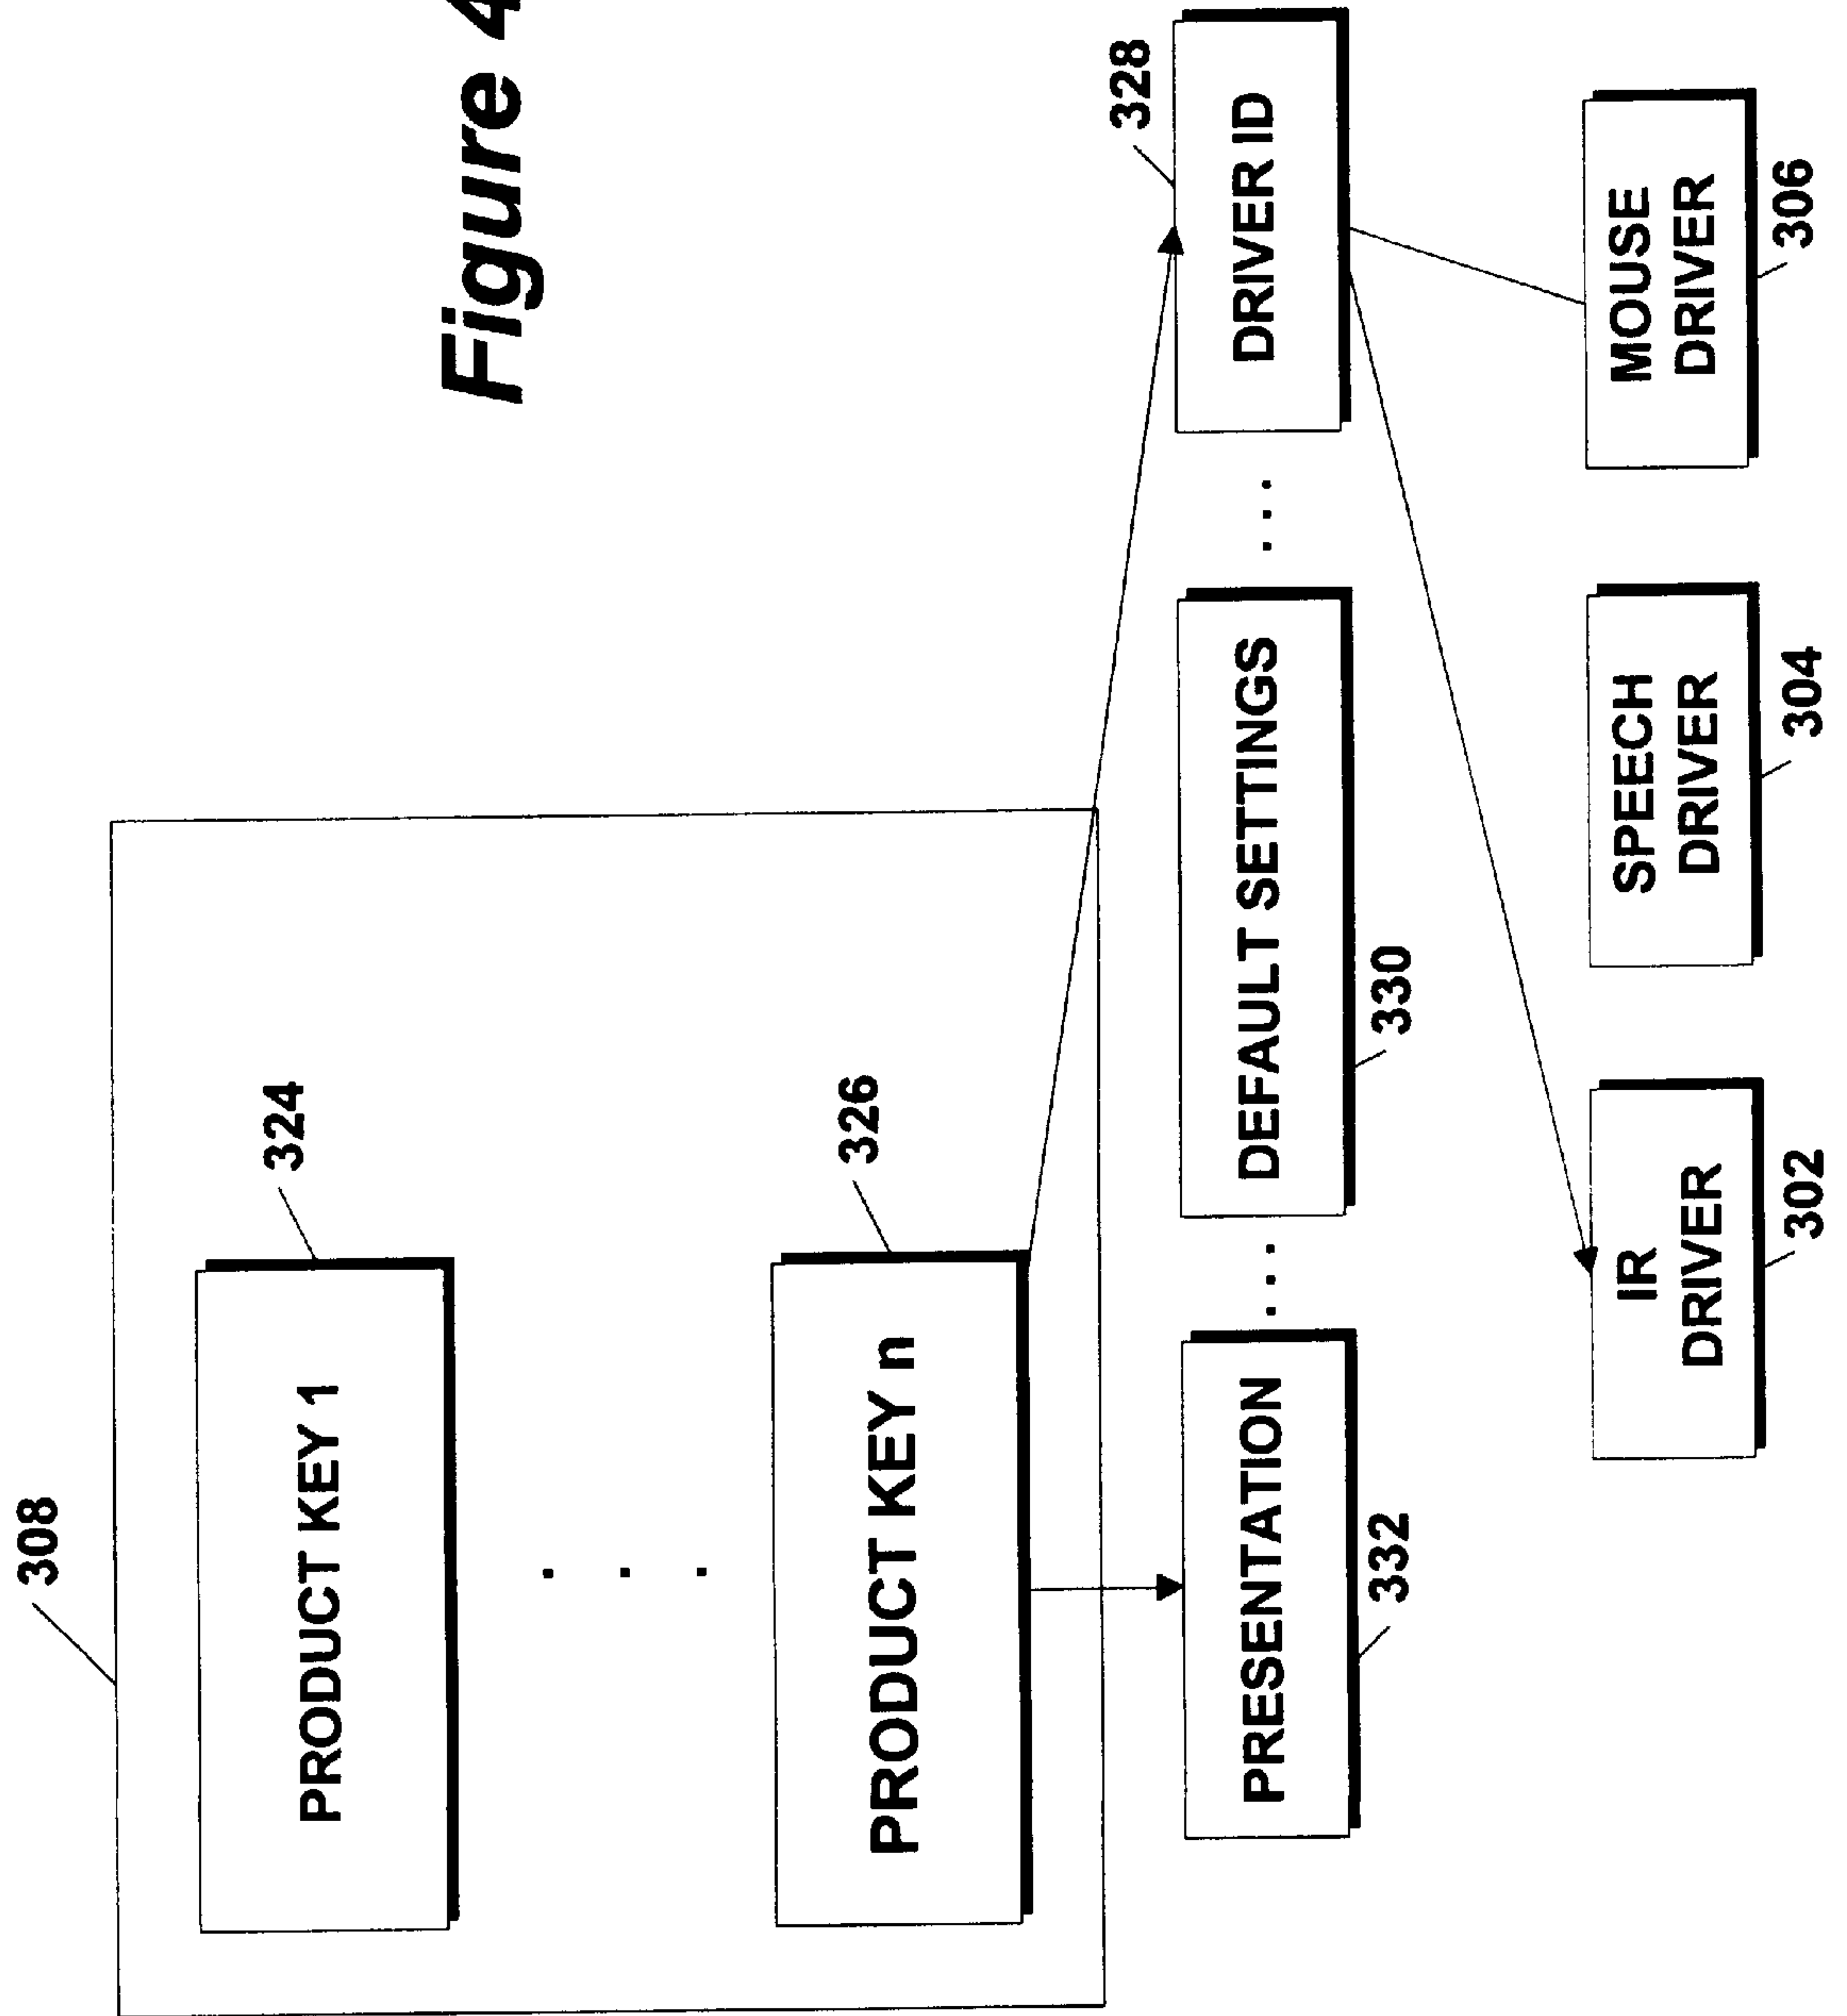 308
PRODUCT KEY 1
324
.
.
.
PRODUCT KEY n
326
Figure 4
PRESENTATION
332
...
DEFAULT SETTINGS
330
...
DRIVER ID
328
IR
DRIVER
302
SPEECH
DRIVER
304
MOUSE
DRIVER
306